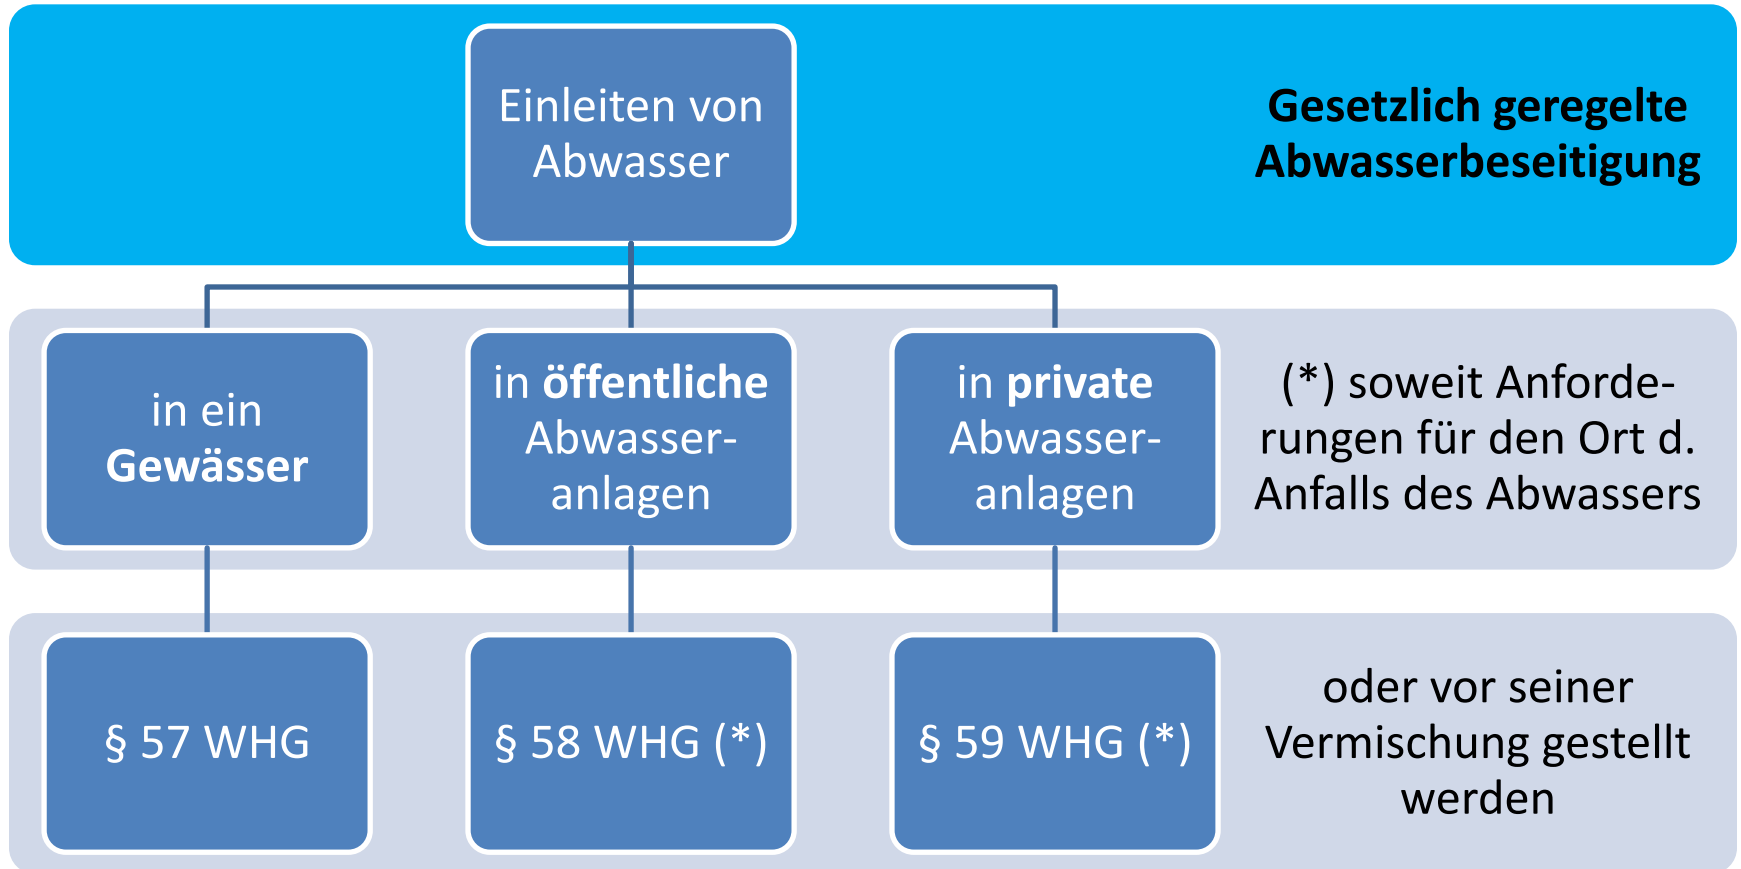 Einleiten von
Abwasser
Gesetzlich geregelte
Abwasserbeseitigung
in ein
Gewässer
in öffentliche
Abwasser-
anlagen
in private
Abwasser-
anlagen
(*) soweit Anforde-
rungen für den Ort d.
Anfalls des Abwassers
§ 57 WHG
§ 58 WHG (*)
§ 59 WHG (*)
oder vor seiner
Vermischung gestellt
werden